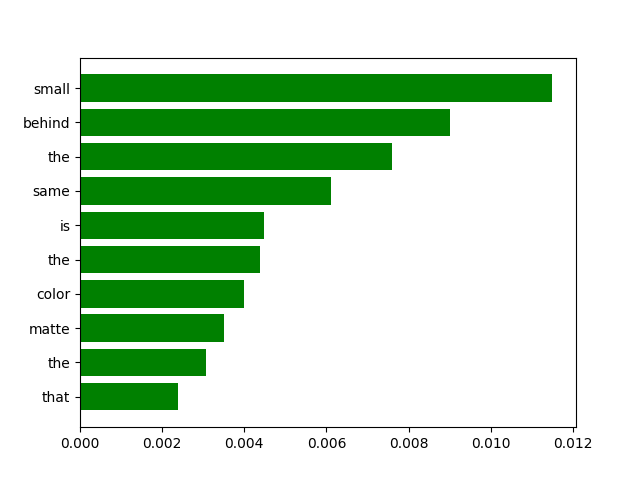 small
behind
the
same
is
the
color
matte
the
that
0.000 0.002 0.004 0.006 0.008 0.010 0.012